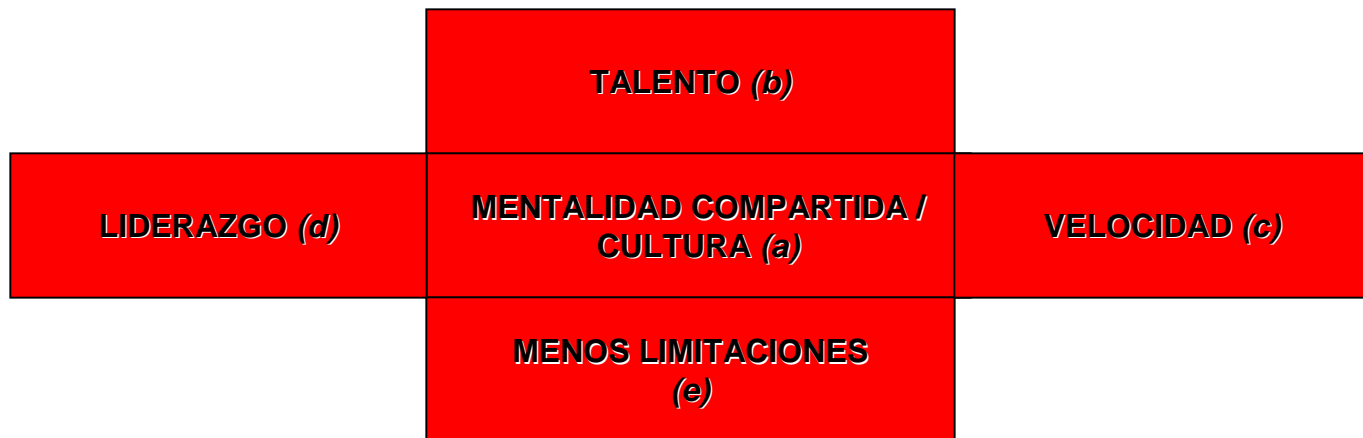 TALENTO (b)
LIDERAZGO (d)
MENTALIDAD COMPARTIDA /
CULTURA (a)
VELOCIDAD (c)
MENOS LIMITACIONES
(e)